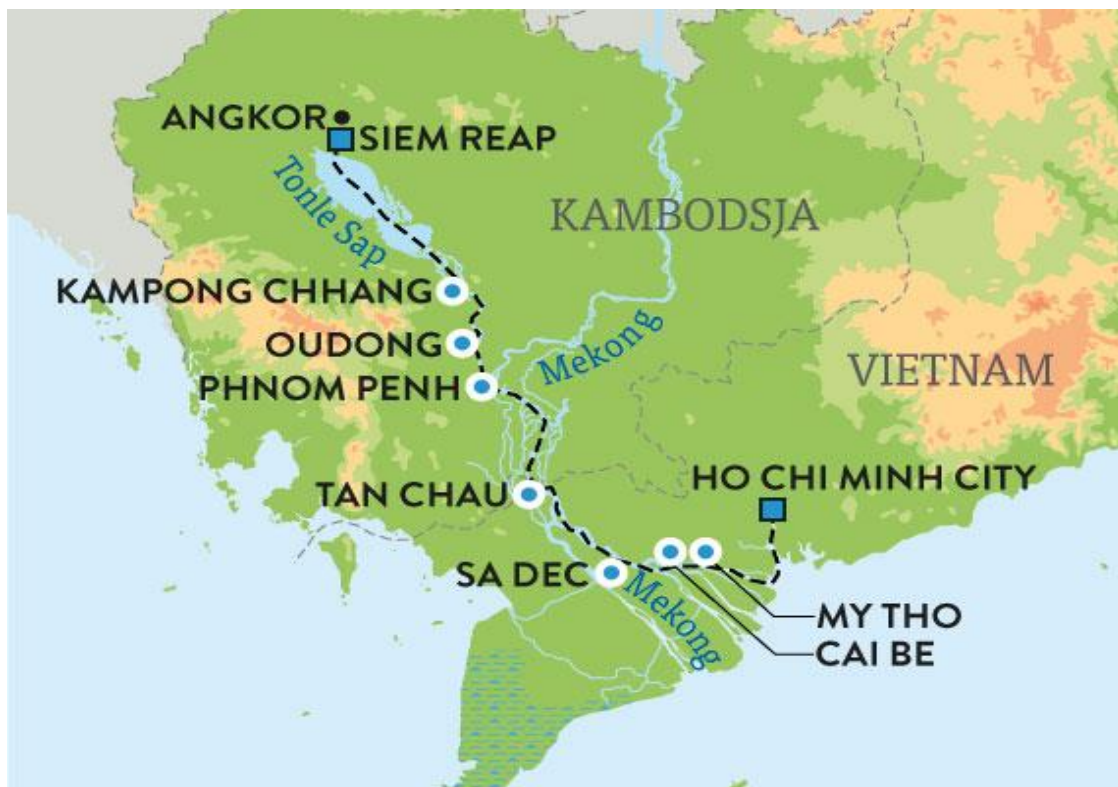 ANGKOR
SIEM REAP
Tonle Sap
KAMBODSJA
KAMPONG CHHANG
OUDONG
Mekong
PHNOM PENH
VIETNAM
TAN CHAU
HO CHI MINH CITY
SA DEC
Mekong
MY THO
CAI BE